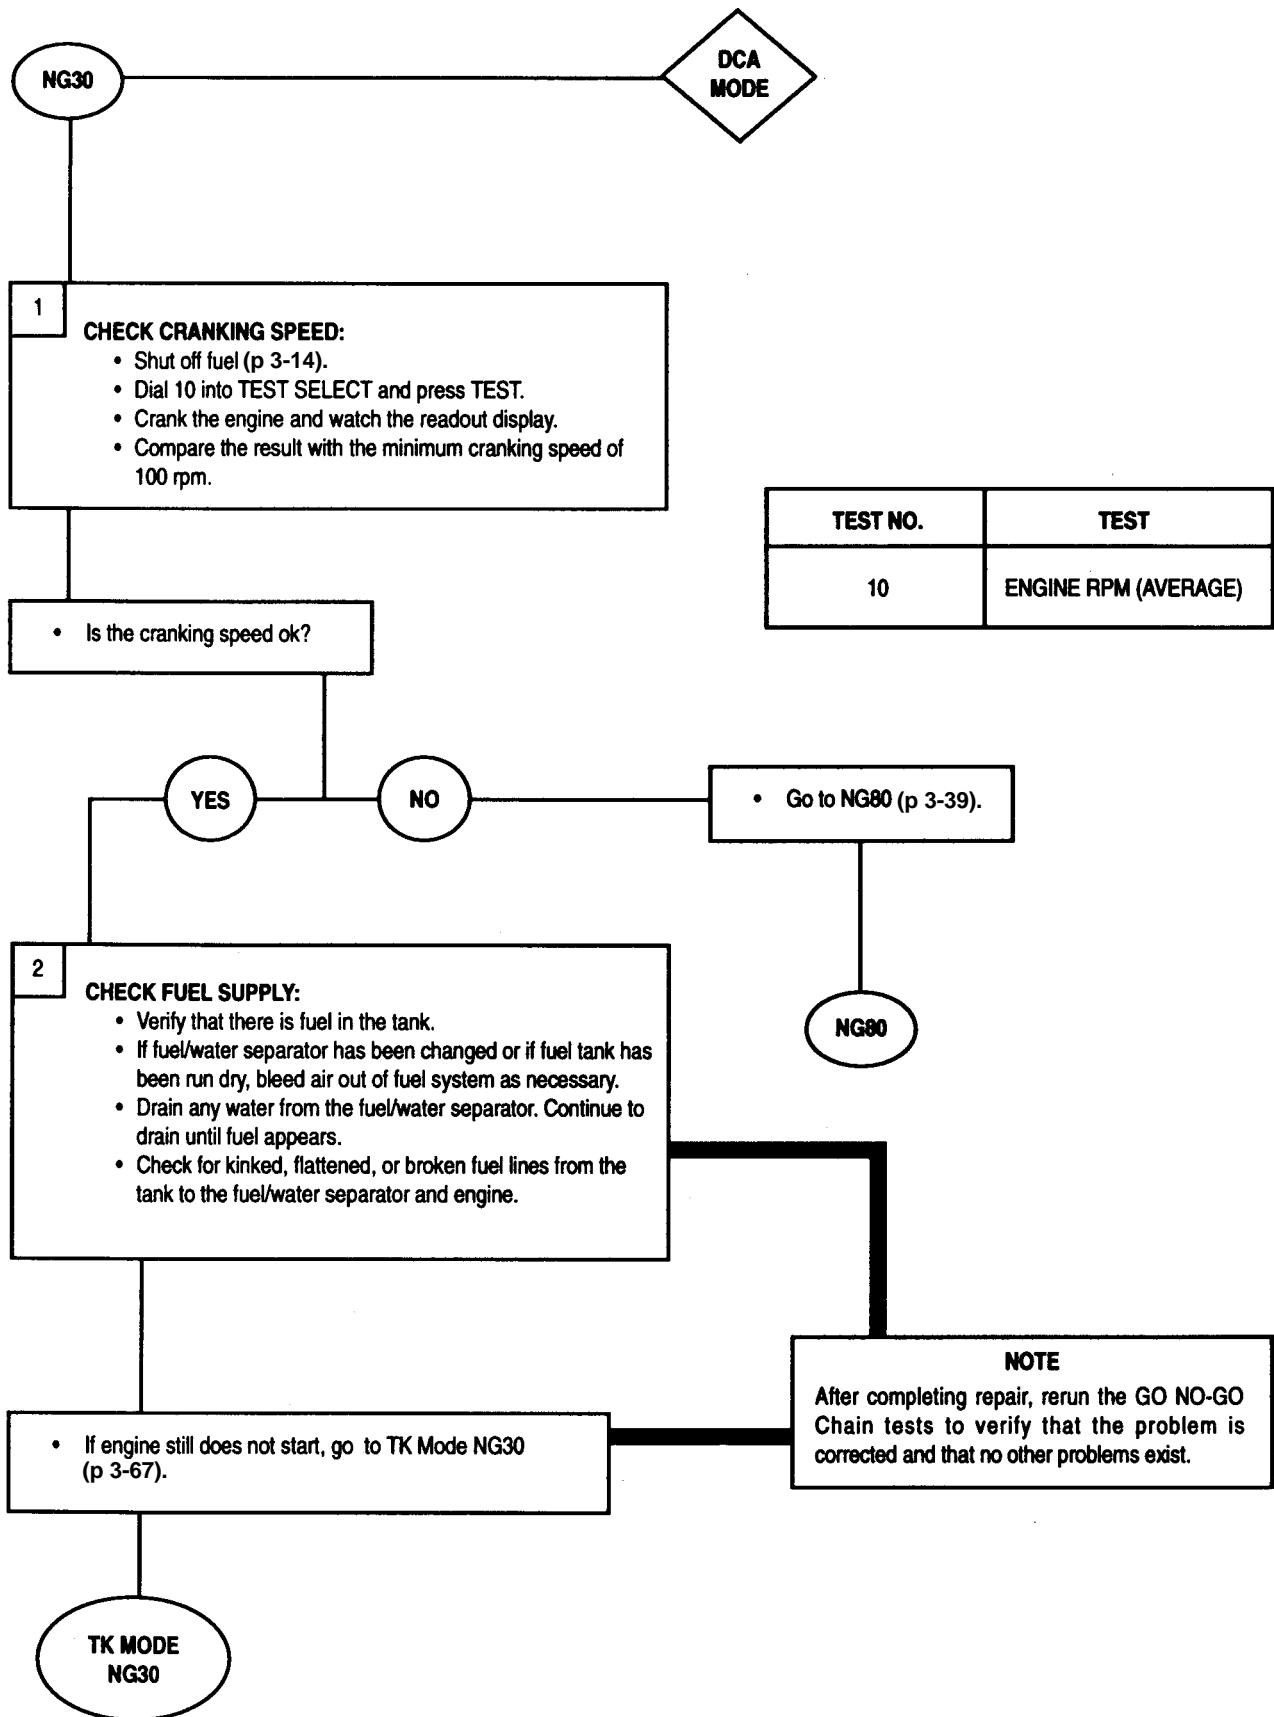 NG30
DCA
MODE
1
CHECK CRANKING SPEED:
• Shut off fuel (p 3-14).
• Dial 10 into TEST SELECT and press TEST.
• Crank the engine and watch the readout display.
• Compare the result with the minimum cranking speed of
100 rpm.
TEST NO.
TEST
10
ENGINE RPM (AVERAGE)
• Is the cranking speed ok?
YES
NO
• Go to NG80 (p 3-39).
2
CHECK FUEL SUPPLY:
• Verify that there is fuel in the tank.
• If fuel/water separator has been changed or if fuel tank has
been run dry, bleed air out of fuel system as necessary.
• Drain any water from the fuel/water separator. Continue to
drain until fuel appears.
• Check for kinked, flattened, or broken fuel lines from the
tank to the fuel/water separator and engine.
NG80
NOTE
After completing repair, rerun the GO NO-GO
Chain tests to verify that the problem is
corrected and that no other problems exist.
• If engine still does not start, go to TK Mode NG30
(p 3-67).
TK MODE
NG30